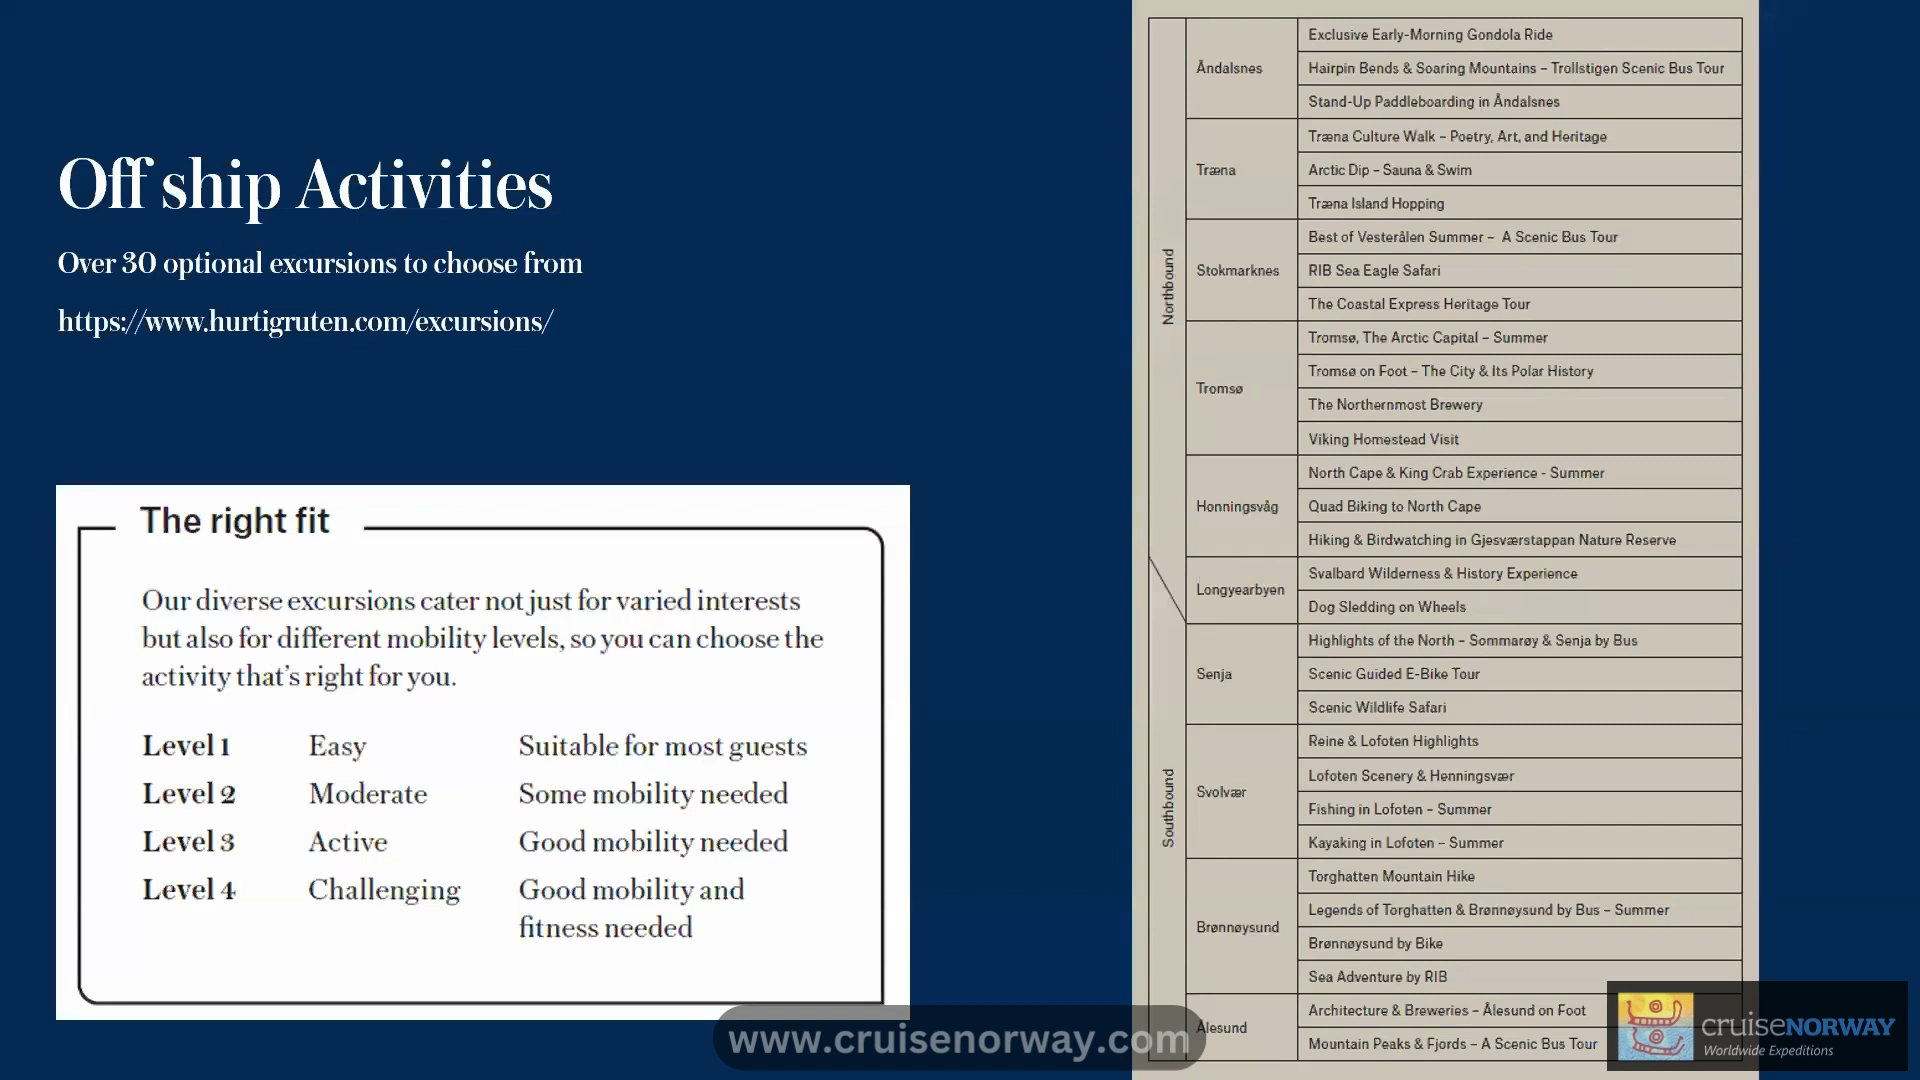 Off ship Activities
Over 30 optional excursions to choose from
https://www.hurtigruten.com/excursions/
The right fit
Our diverse excursions cater not just for varied interests
but also for different mobility levels, so you can choose the
activity that's right for you.
Level 1 Easy Suitable for most guests
Level 2 Moderate Some mobility needed
Level 3 Active Good mobility needed
Level 4 Challenging Good mobility and
fitness needed
Northbound
Åndalsnes
Exclusive Early-Morning Gondola Ride
Hairpin Bends & Soaring Mountains – Trollstigen Scenic Bus Tour
Stand-Up Paddleboarding in Åndalsnes
Træna
Træna Culture Walk – Poetry, Art, and Heritage
Arctic Dip – Sauna & Swim
Træna Island Hopping
Stokmarknes
Best of Vesterålen Summer – A Scenic Bus Tour
RIB Sea Eagle Safari
The Coastal Express Heritage Tour
Tromsø
Tromsø, The Arctic Capital – Summer
Tromsø on Foot – The City & Its Polar History
The Northernmost Brewery
Viking Homestead Visit
Honningsvåg
North Cape & King Crab Experience - Summer
Quad Biking to North Cape
Hiking & Birdwatching in Gjesværstappan Nature Reserve
Longyearbyen
Svalbard Wilderness & History Experience
Dog Sledding on Wheels
Southbound
Senja
Highlights of the North – Sommarøy & Senja by Bus
Scenic Guided E-Bike Tour
Scenic Wildlife Safari
Svolvær
Reine & Lofoten Highlights
Lofoten Scenery & Henningsvær
Fishing in Lofoten – Summer
Kayaking in Lofoten – Summer
Brønnøysund
Torghatten Mountain Hike
Legends of Torghatten & Brønnøysund by Bus – Summer
Brønnøysund by Bike
Sea Adventure by RIB
Ålesund
Architecture & Breweries – Ålesund on Foot
Mountain Peaks & Fjords – A Scenic Bus Tour
www.cruisenorway.com
cruiseNORWAY
Worldwide Expeditions